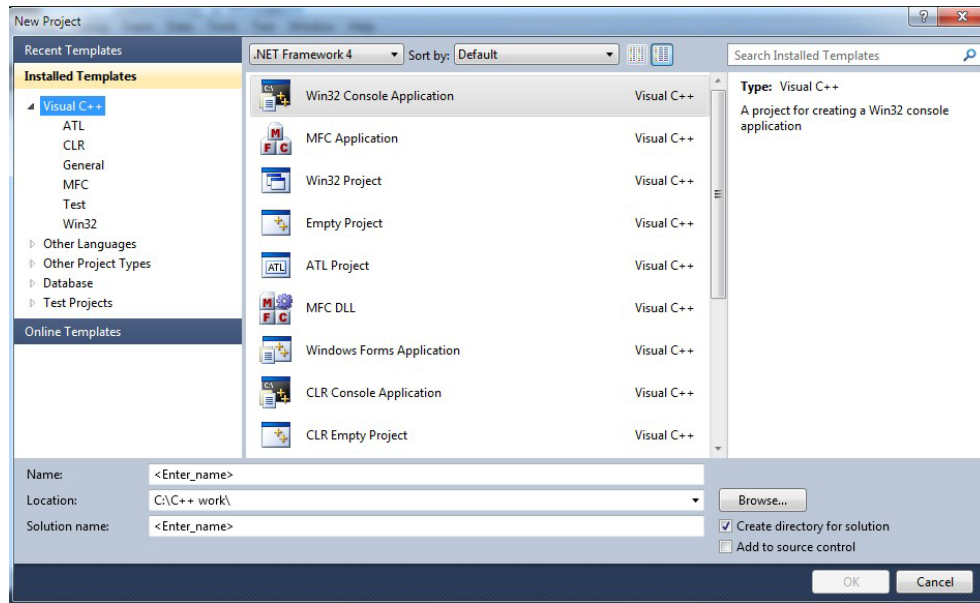 New Project
Recent Templates
.NET Framework 4 Sort by: Default
Search Installed Templates
Installed Templates
Visual C++
ATL
CLR
General
MFC
Test
Win32
Other Languages
Other Project Types
Database
Test Projects
Online Templates
Win32 Console Application Visual C++
MFC Application Visual C++
Win32 Project Visual C++
Empty Project Visual C++
ATL Project Visual C++
MFC DLL Visual C++
Windows Forms Application Visual C++
CLR Console Application Visual C++
CLR Empty Project Visual C++
Type: Visual C++
A project for creating a Win32 console
application
Name: <Enter_name>
Location: C:\C++ work\
Browse...
Solution name: <Enter_name>
Create directory for solution
Add to source control
OK Cancel